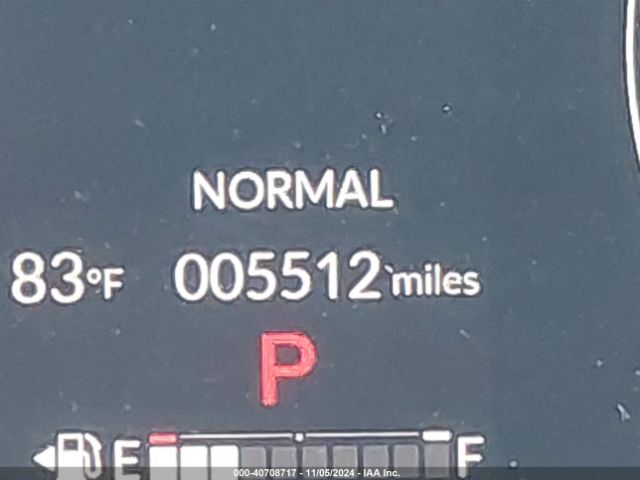 NORMAL
83°F 005512 miles
P
E F
000-40708717 - 11/05/2024 - IAA Inc.